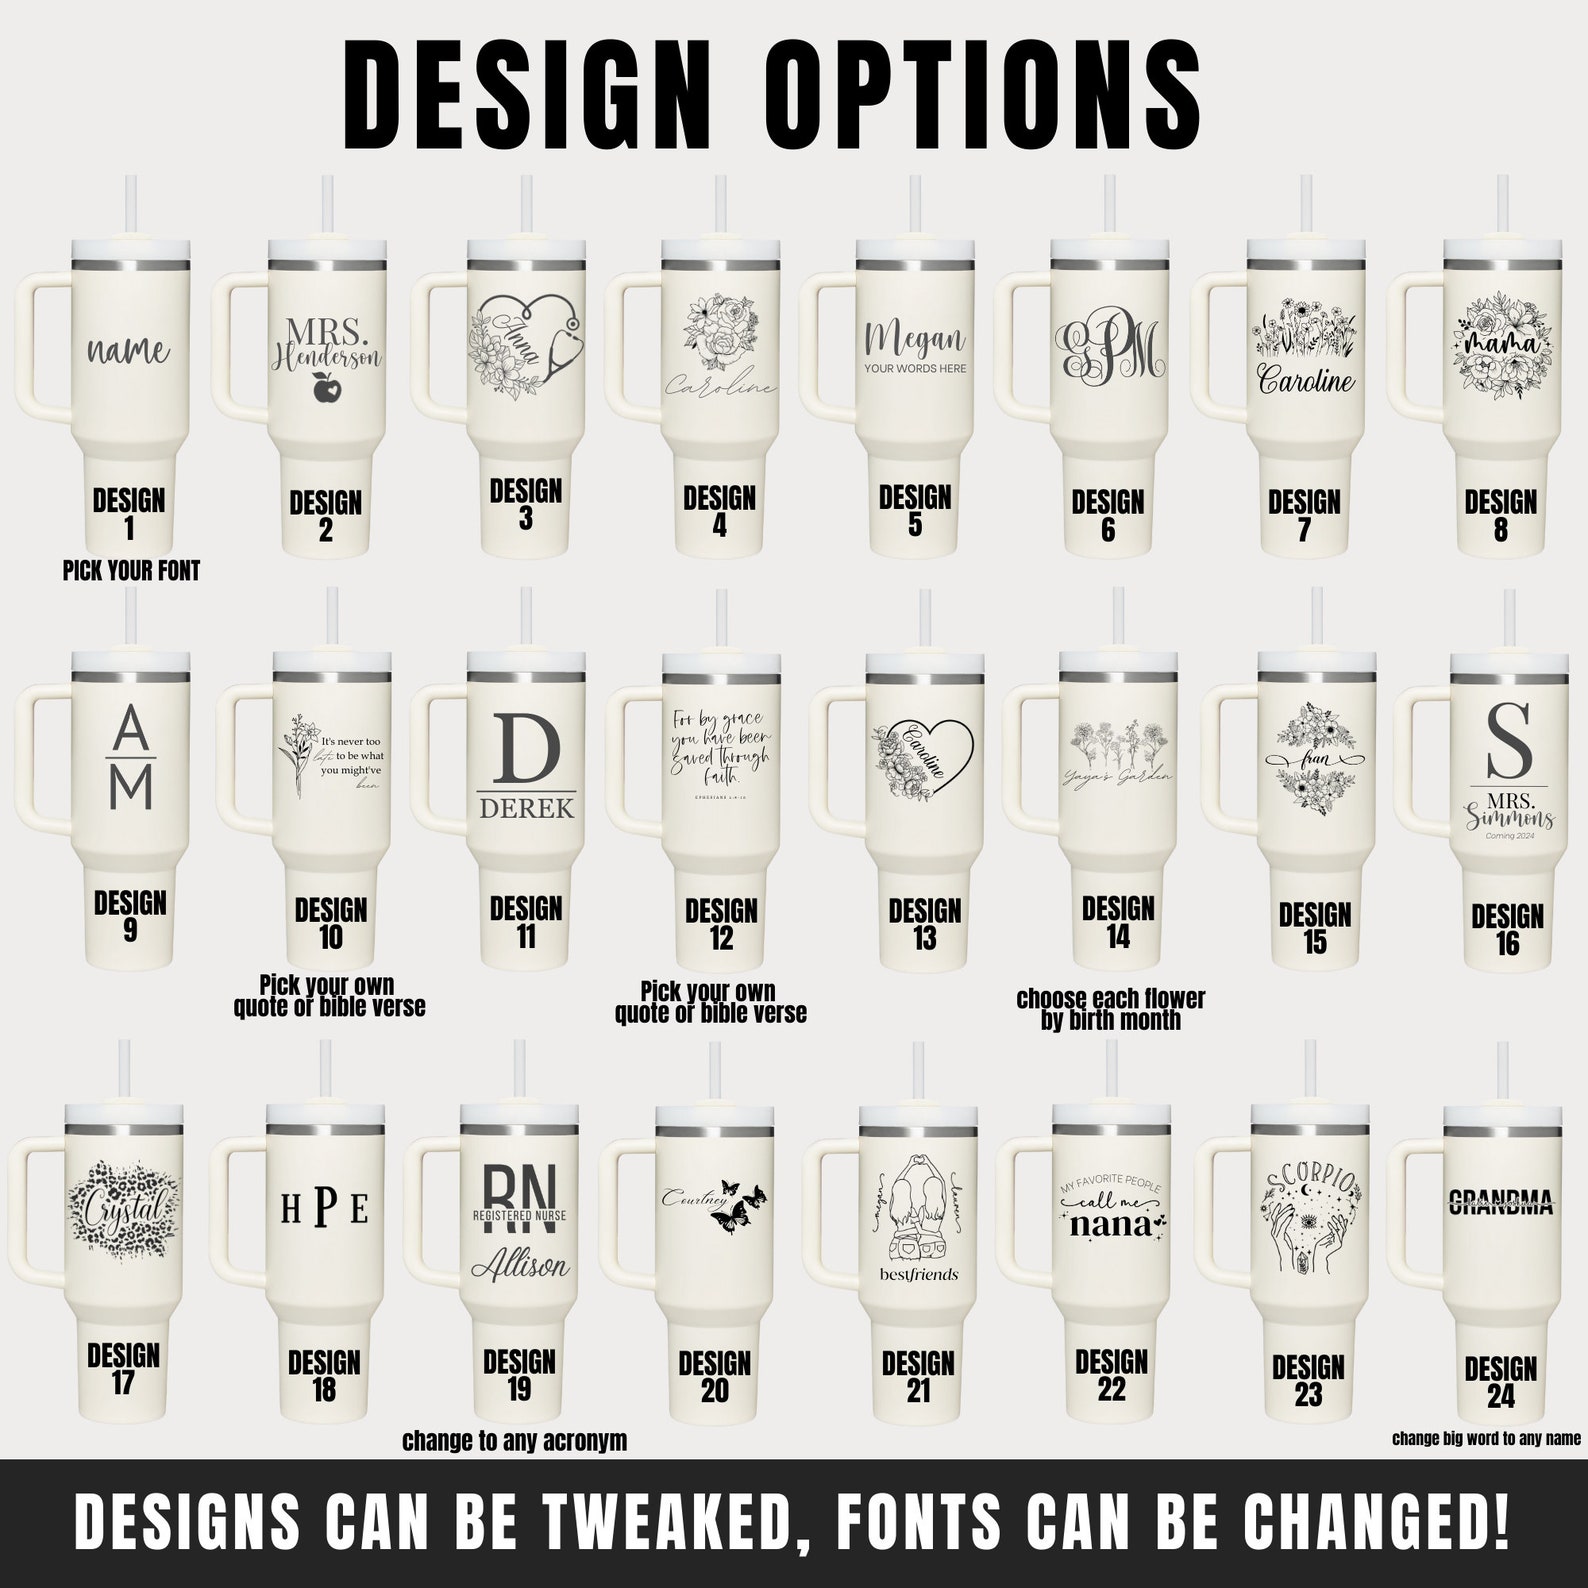 DESIGN OPTIONS
name
DESIGN
1
PICK YOUR FONT
MRS.
Henderson
DESIGN
2
Anna
DESIGN
3
Caroline
DESIGN
4
Megan
YOUR WORDS HERE
DESIGN
5
SPM
DESIGN
6
Caroline
DESIGN
7
mama
DESIGN
8
A
M
DESIGN
9
It's never too
late to be what
you might've
been
DESIGN
10
Pick your own
quote or bible verse
D
DEREK
DESIGN
11
For by grace
you have been
saved through
faith.
DESIGN
12
Pick your own
quote or bible verse
Caroline
DESIGN
13
Yaya's Garden
DESIGN
14
choose each flower
by birth month
fran
DESIGN
15
S
MRS.
Simmons
Coming 2024
DESIGN
16
Crystal
DESIGN
17
H P E
DESIGN
18
RN
REGISTERED NURSE
Allison
DESIGN
19
change to any acronym
Courtney
DESIGN
20
megan
lauren
bestfriends
DESIGN
21
MY FAVORITE PEOPLE
call me
nana
DESIGN
22
SCORPIO
DESIGN
23
GRANDMA
DESIGN
24
change big word to any name
DESIGNS CAN BE TWEAKED, FONTS CAN BE CHANGED!